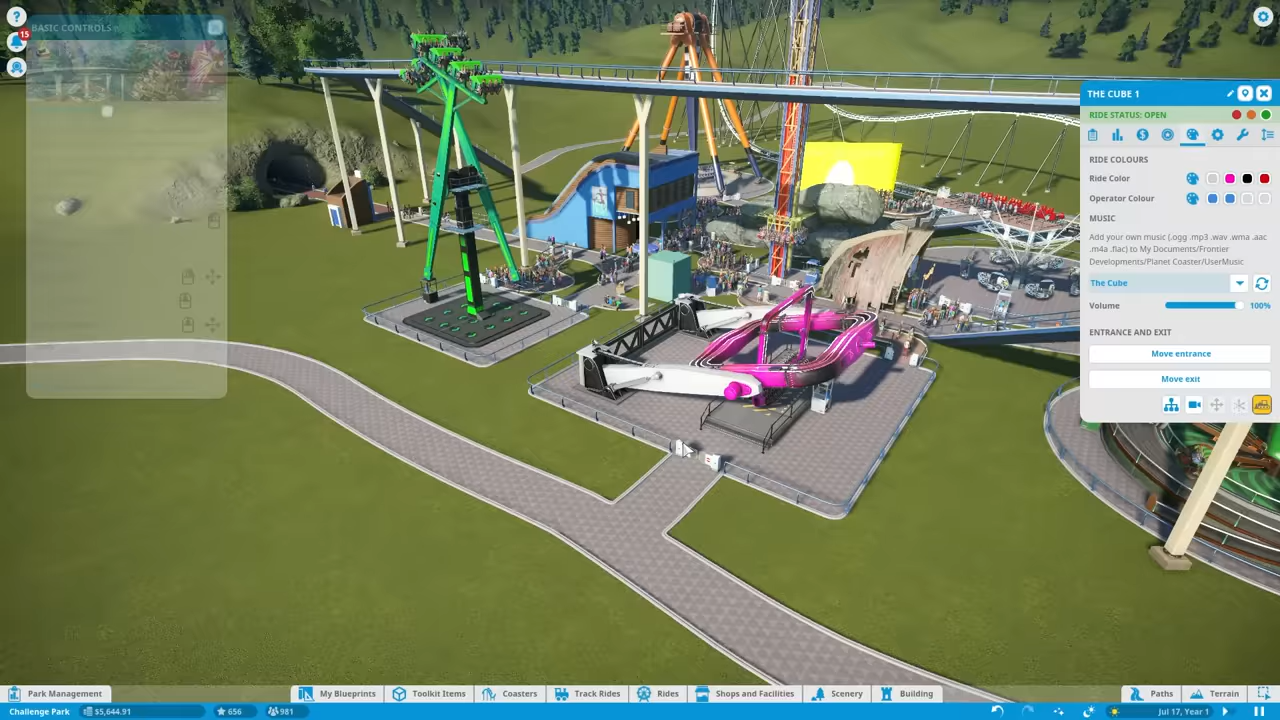 ?
BASIC CONTROLS
15
THE CUBE 1
RIDE STATUS: OPEN
RIDE COLOURS
Ride Color
Operator Colour
MUSIC
Add your own music (.ogg .mp3 .wav .wma .aac
.m4a .flac) to My Documents/Frontier
Developments/Planet Coaster/UserMusic
The Cube
Volume
100%
ENTRANCE AND EXIT
Move entrance
Move exit
Park Management
My Blueprints
Toolkit Items
Coasters
Track Rides
Rides
Shops and Facilities
Scenery
Building
Paths
Terrain
Challenge Park
$5,644.91
656
981
Jul 17, Year 1